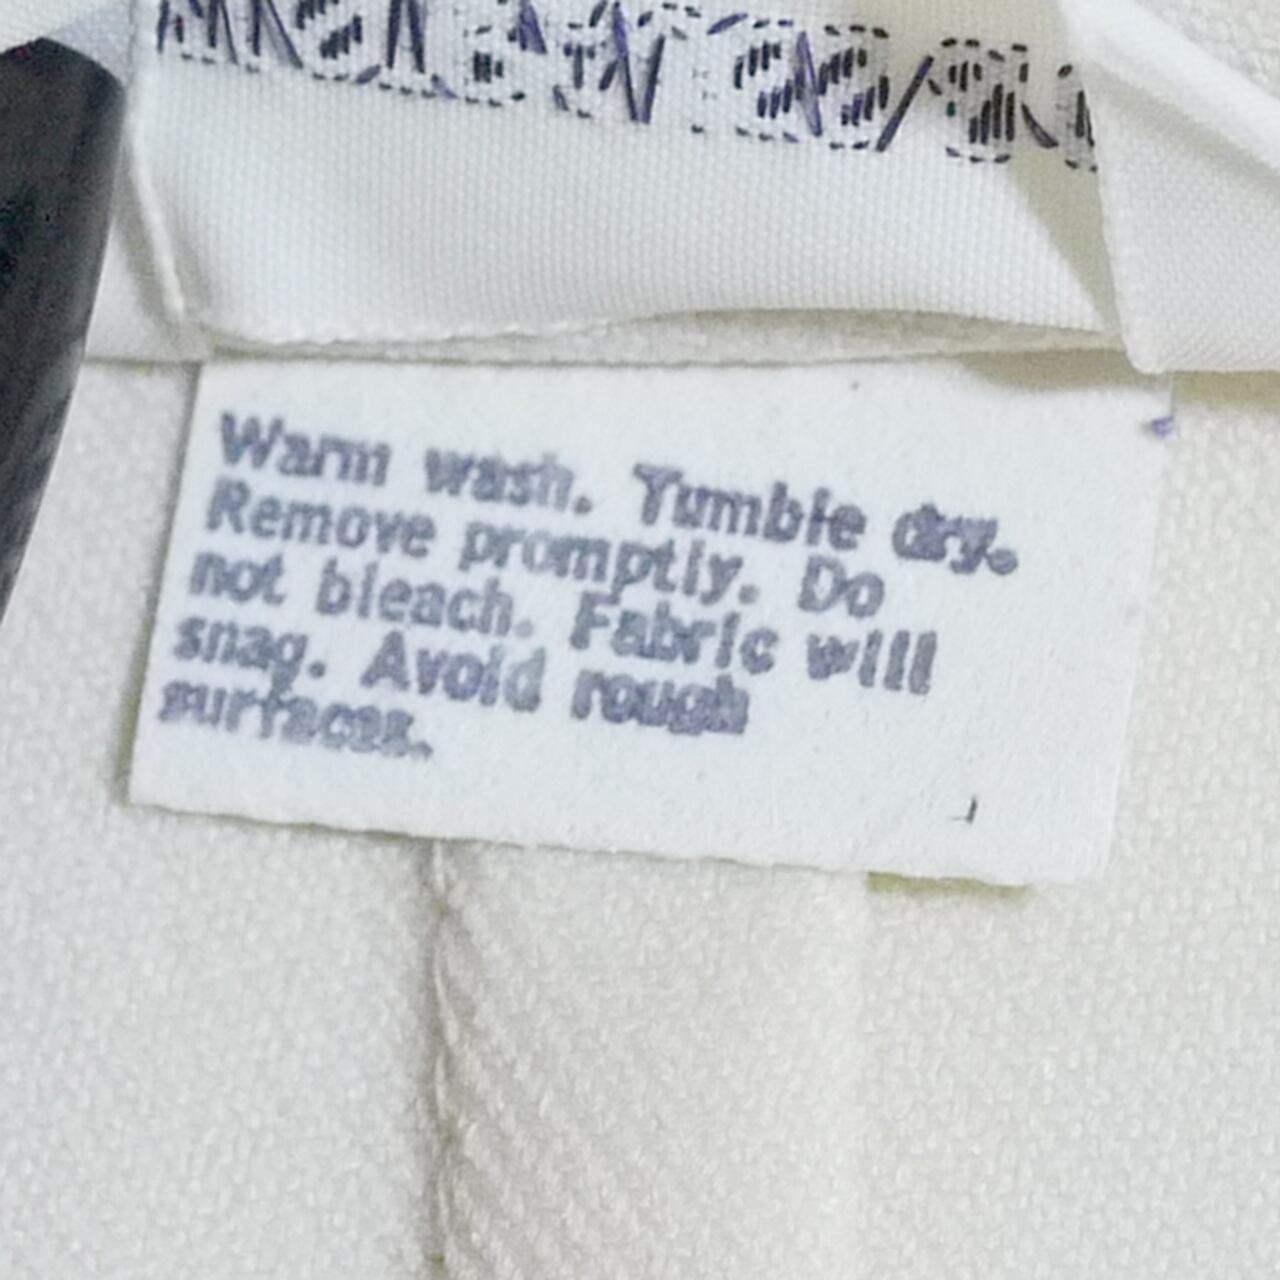 Warm wash. Tumble dry.
Remove promptly. Do
not bleach. Fabric will
snag. Avoid rough
surfaces.